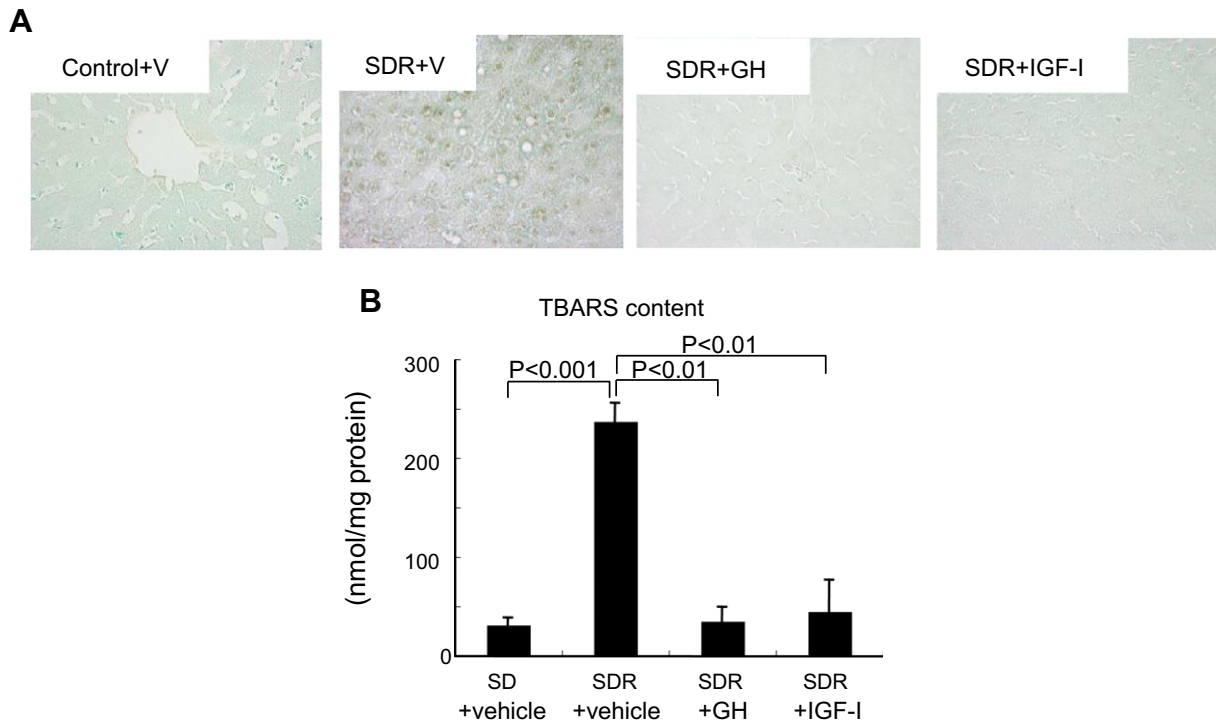 A
Control+V
SDR+V
SDR+GH
SDR+IGF-I
B
TBARS content
P<0.01
P<0.001
P<0.01
300
200
100
0
(nmol/mg protein)
SD SDR SDR SDR
+vehicle +vehicle +GH +IGF-I